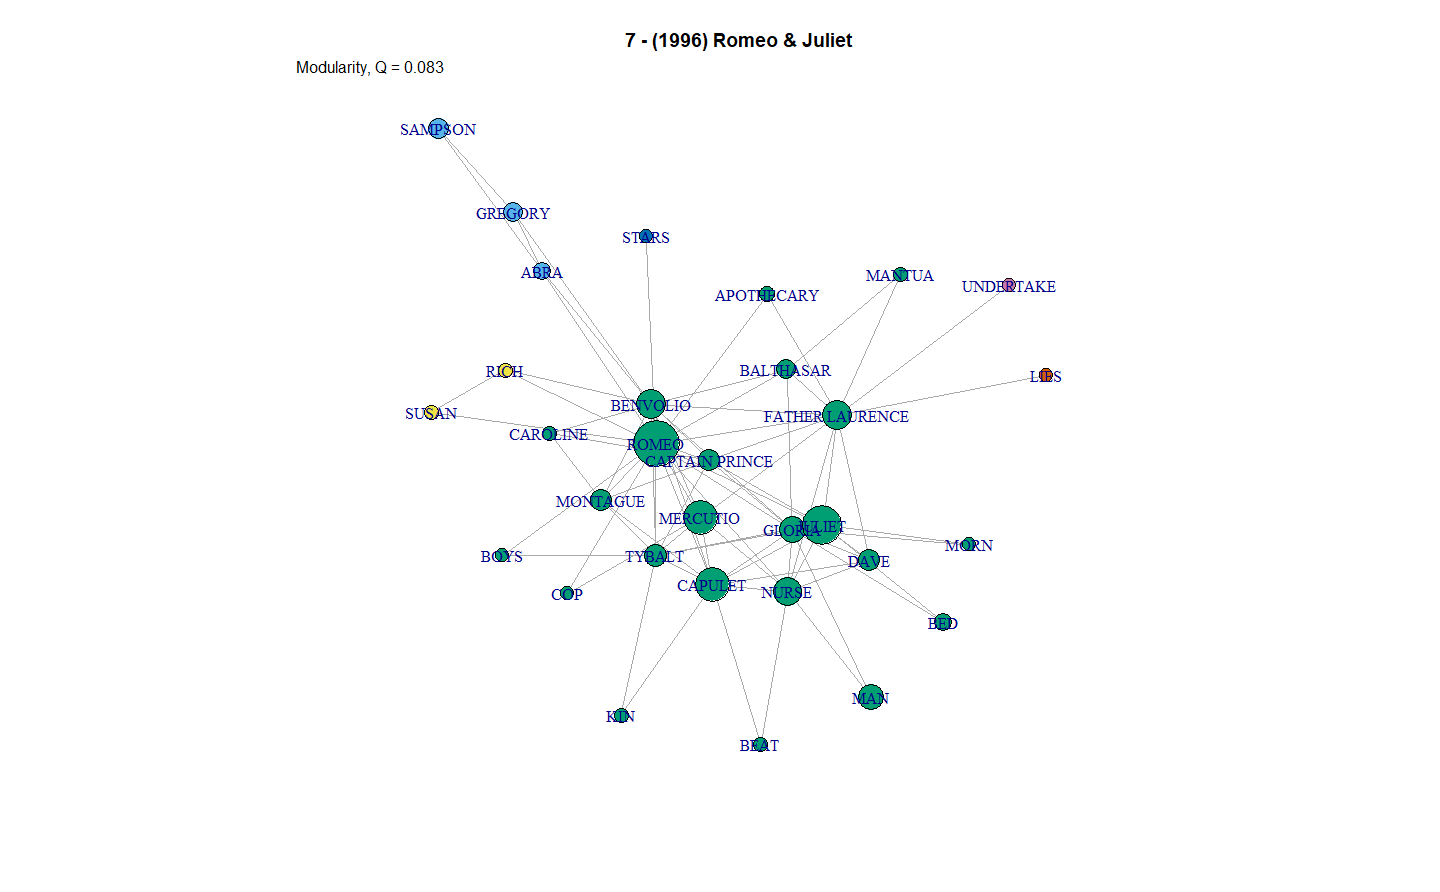 7 - (1996) Romeo & Juliet
Modularity, Q = 0.083
SAMPSON
GREGORY
STARS
ABRA
MANTUA
UNDERTAKE
APOTHECARY
RICH
BALTHASAR
LIES
SUSAN
BENVOLIO
FATHER LAURENCE
CAROLINE
ROMEO
CAPTAIN PRINCE
MONTAGUE
MERCUTIO
GLORIA
JULIET
MORN
BOYS
TYBALT
DAVE
CAPULET
NURSE
COP
BED
MAN
KIN
BEAT